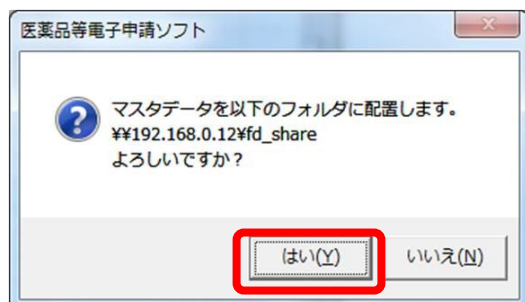 医薬品等電子申請ソフト
マスタデータを以下のフォルダに配置します。
¥¥192.168.0.12¥fd_share
よろしいですか？
はい(Y) いいえ(N)